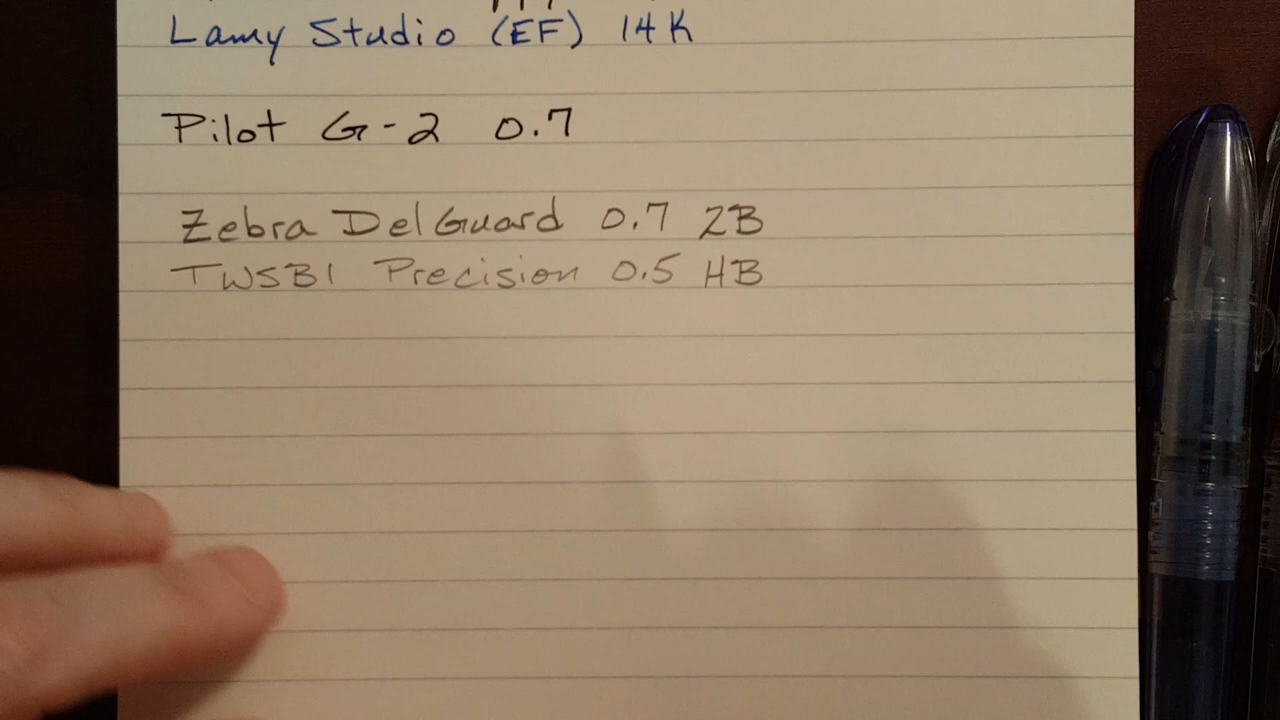 Lamy Studio (EF) 14K
Pilot G-2 0.7
Zebra DelGuard 0.7 2B
TWSBI Precision 0.5 HB